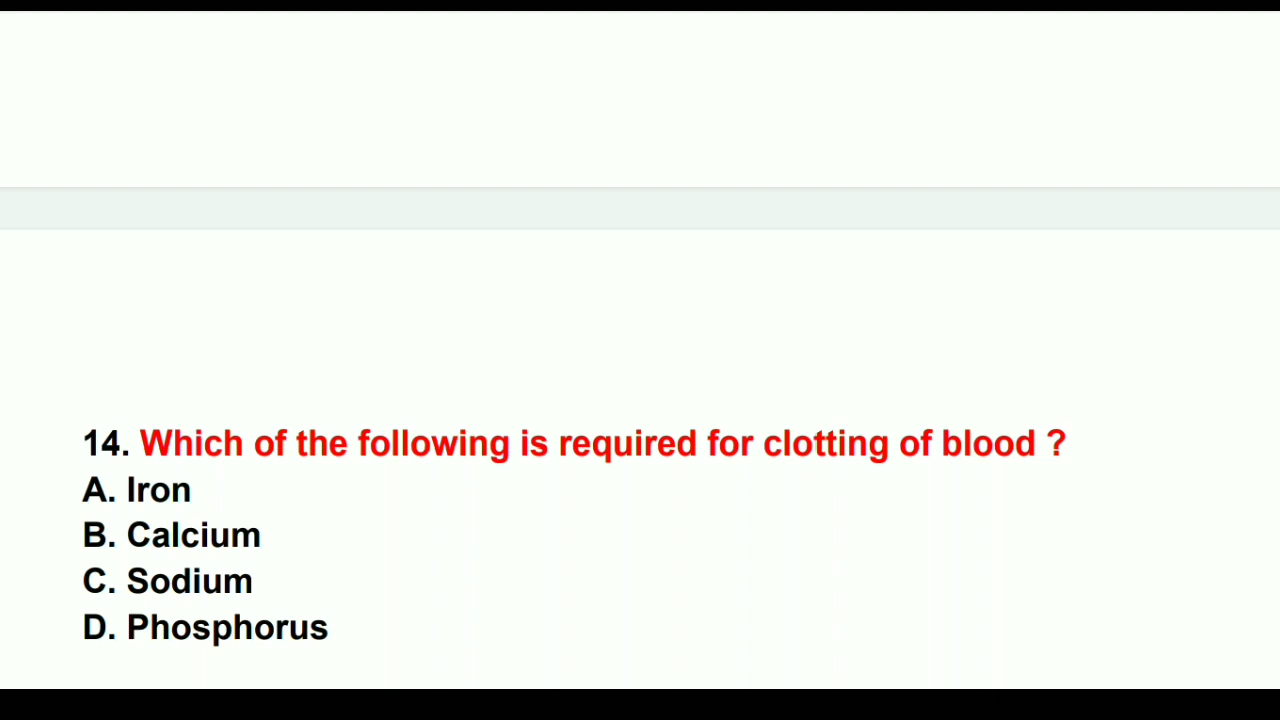 14. Which of the following is required for clotting of blood ?
A. Iron
B. Calcium
C. Sodium
D. Phosphorus